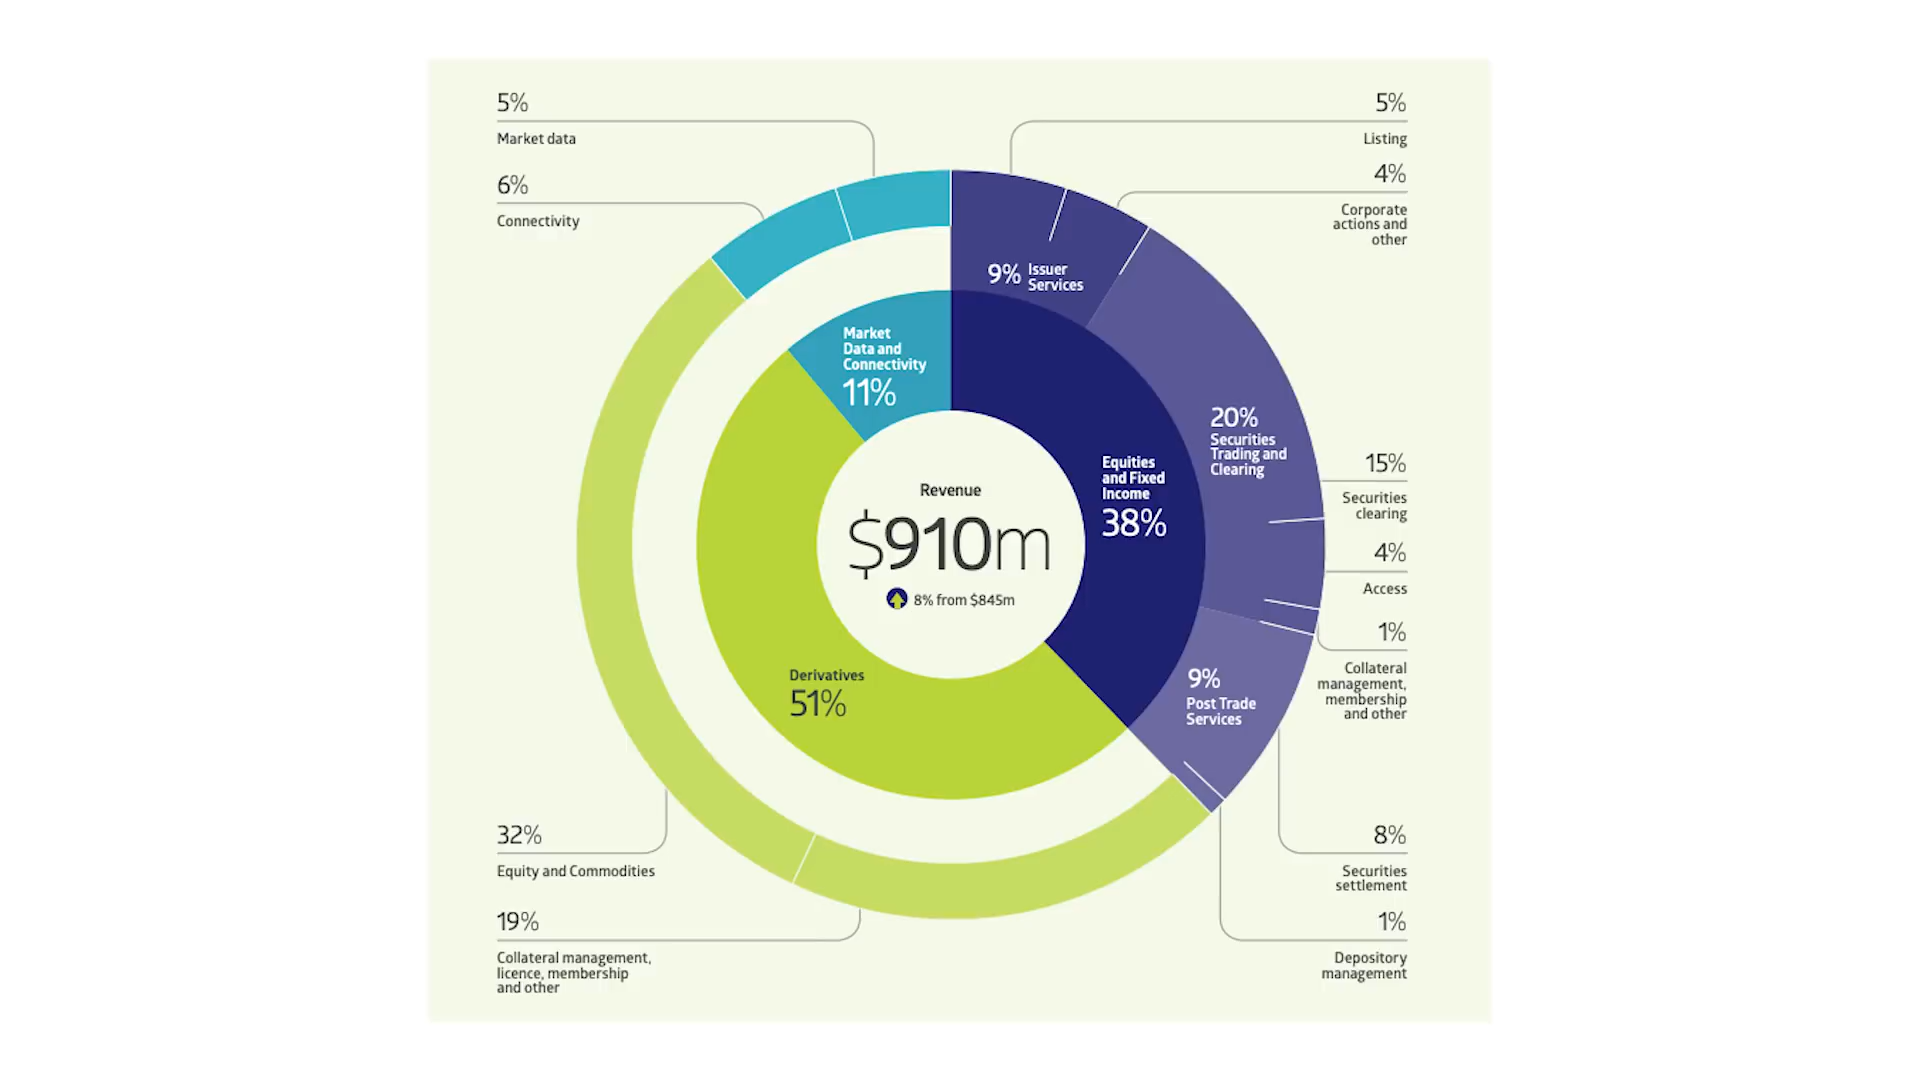 5%
Market data
6%
Connectivity
5%
Listing
4%
Corporate
actions and
other
9% Issuer
Services
Market
Data and
Connectivity
11%
20%
Securities
Trading and
Clearing
Equities
and Fixed
Income
38%
15%
Securities
clearing
4%
Access
1%
Collateral
management,
membership
and other
Revenue
$910m
8% from $845m
Derivatives
51%
9%
Post Trade
Services
32%
Equity and Commodities
19%
Collateral management,
licence, membership
and other
8%
Securities
settlement
1%
Depository
management